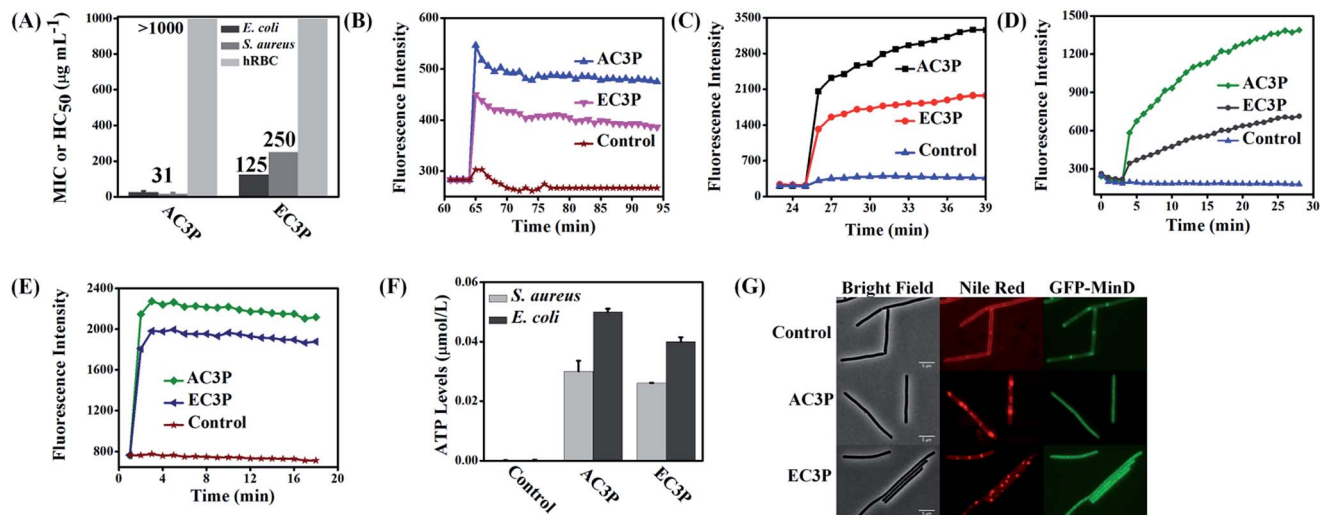 (A)
MIC or HC50 (μg mL-1)
1000
800
600
400
200
0
>1000
E. coli
S. aureus
hRBC
31
125
250
AC3P
EC3P
(B)
Fluorescence Intensity
600
500
400
300
AC3P
EC3P
Control
60 65 70 75 80 85 90 95
Time (min)
(C)
Fluorescence Intensity
3500
2800
2100
1400
700
0
AC3P
EC3P
Control
24 27 30 33 36 39
Time (min)
(D)
Fluorescence Intensity
1500
1200
900
600
300
AC3P
EC3P
Control
0 5 10 15 20 25 30
Time (min)
(E)
Fluorescence Intensity
2400
2000
1600
1200
800
AC3P
EC3P
Control
0 4 8 12 16 20
Time (min)
(F)
ATP Levels (μmol/L)
0.06
0.04
0.02
0.00
S. aureus
E. coli
Control
AC3P
EC3P
(G)
Bright Field Nile Red GFP-MinD
Control
AC3P
EC3P